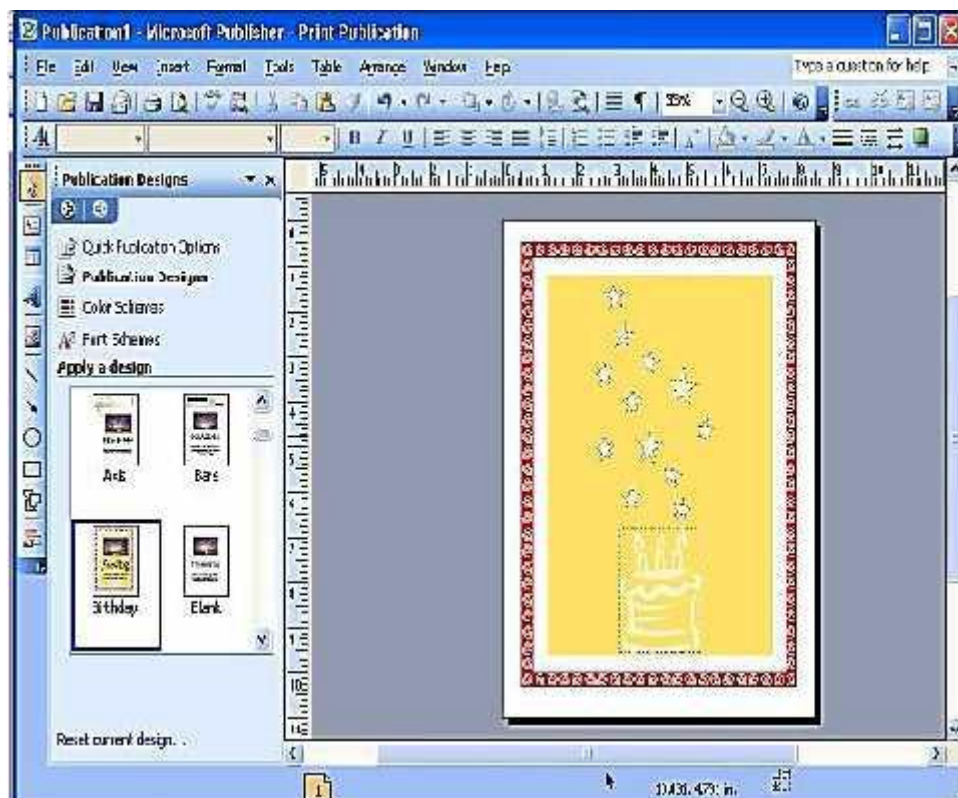 Publication1 - Microsoft Publisher - Print Publication
File Edit View Insert Format Tools Table Arrange Window Help
Type a question for help
33%
B I U
Publication Designs
Quick Publication Options
Publication Designs
Color Schemes
Font Schemes
Apply a design
Axis Bars
Birthday Blank
Reset current design...
1